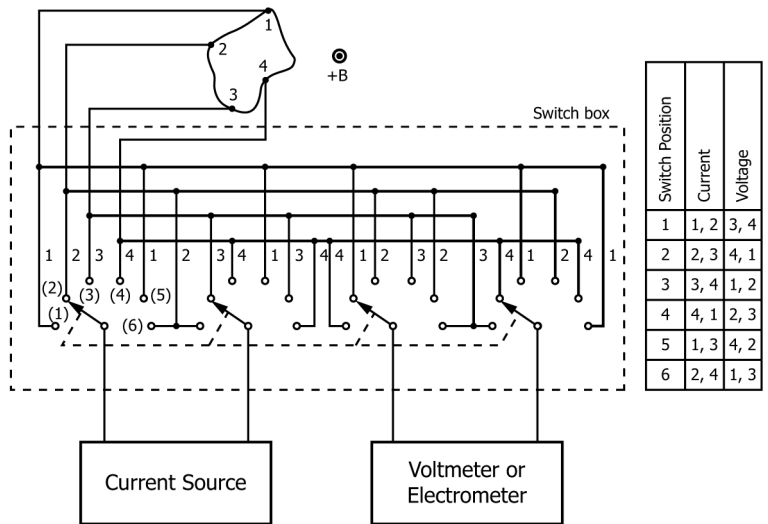 1
2
4
3
+B
Switch box
1 2 3 4 1 2 3 4 1 3 4 4 1 2 3 2 3 4 1 2 4 1
(2) (3) (4) (5)
(1) (6)
Current Source
Voltmeter or
Electrometer
Switch Position Current Voltage
1 1, 2 3, 4
2 2, 3 4, 1
3 3, 4 1, 2
4 4, 1 2, 3
5 1, 3 4, 2
6 2, 4 1, 3